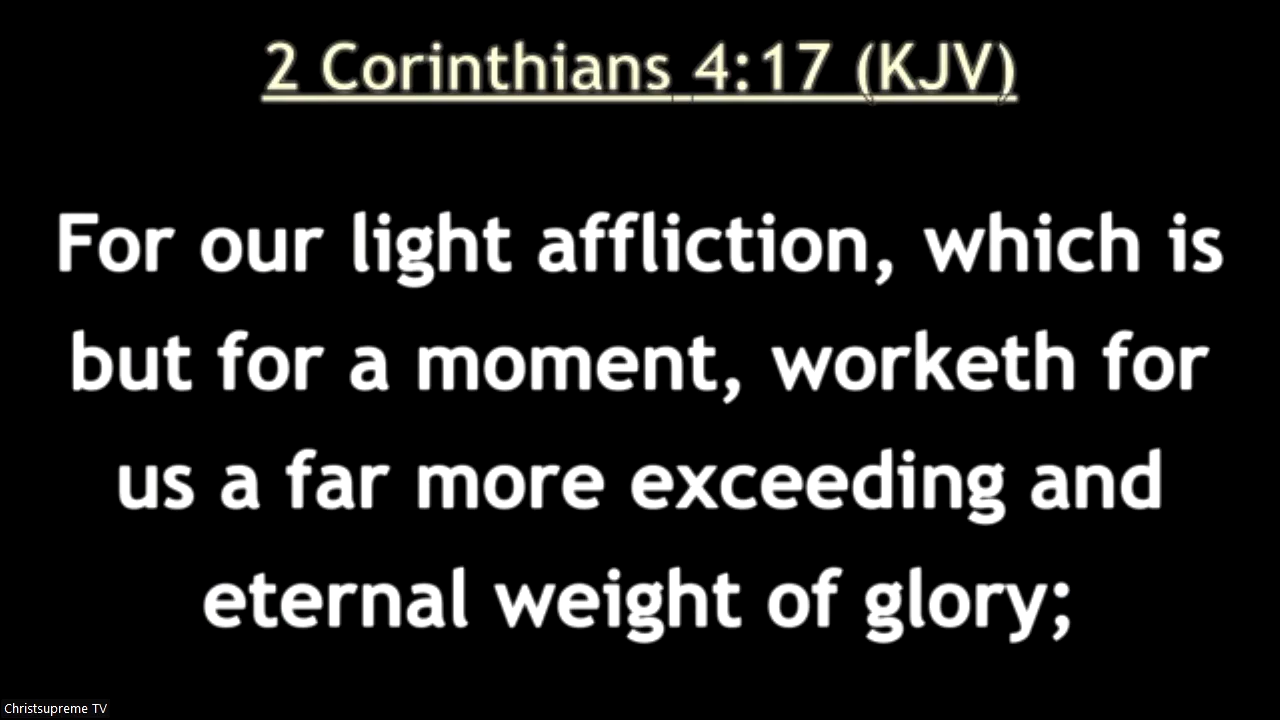 2 Corinthians 4:17 (KJV)
For our light affliction, which is
but for a moment, worketh for
us a far more exceeding and
eternal weight of glory;
Christsupreme TV